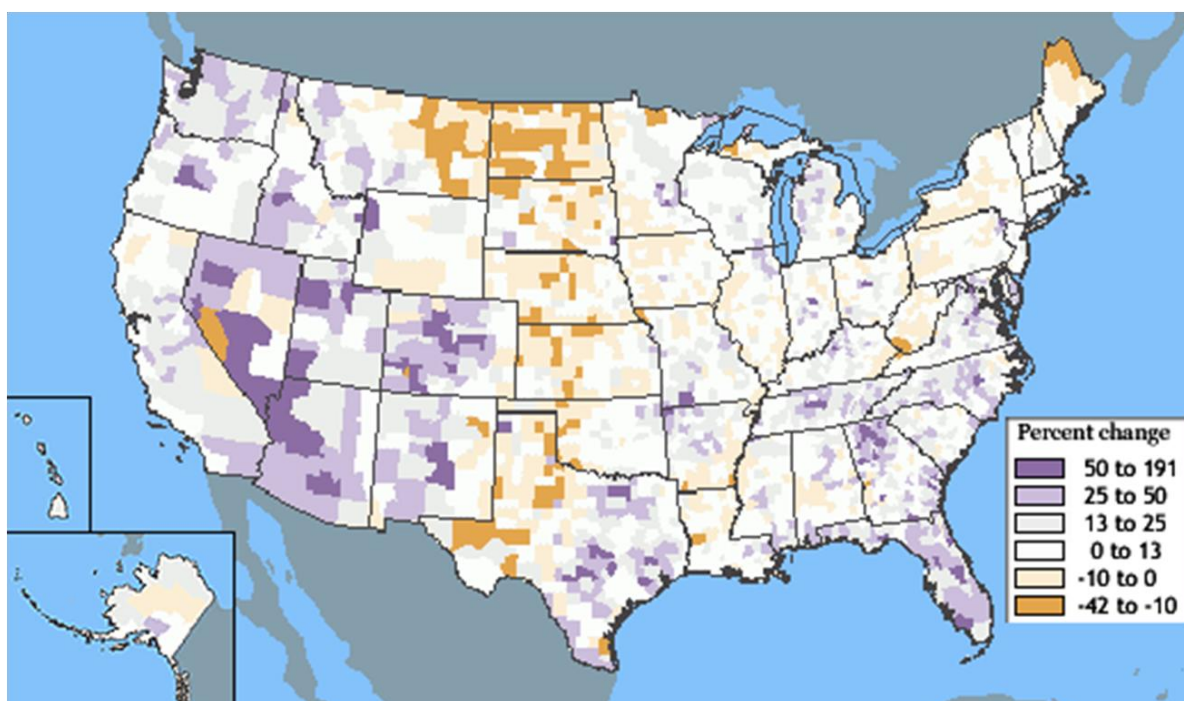 Percent change
50 to 191
25 to 50
13 to 25
0 to 13
-10 to 0
-42 to -10